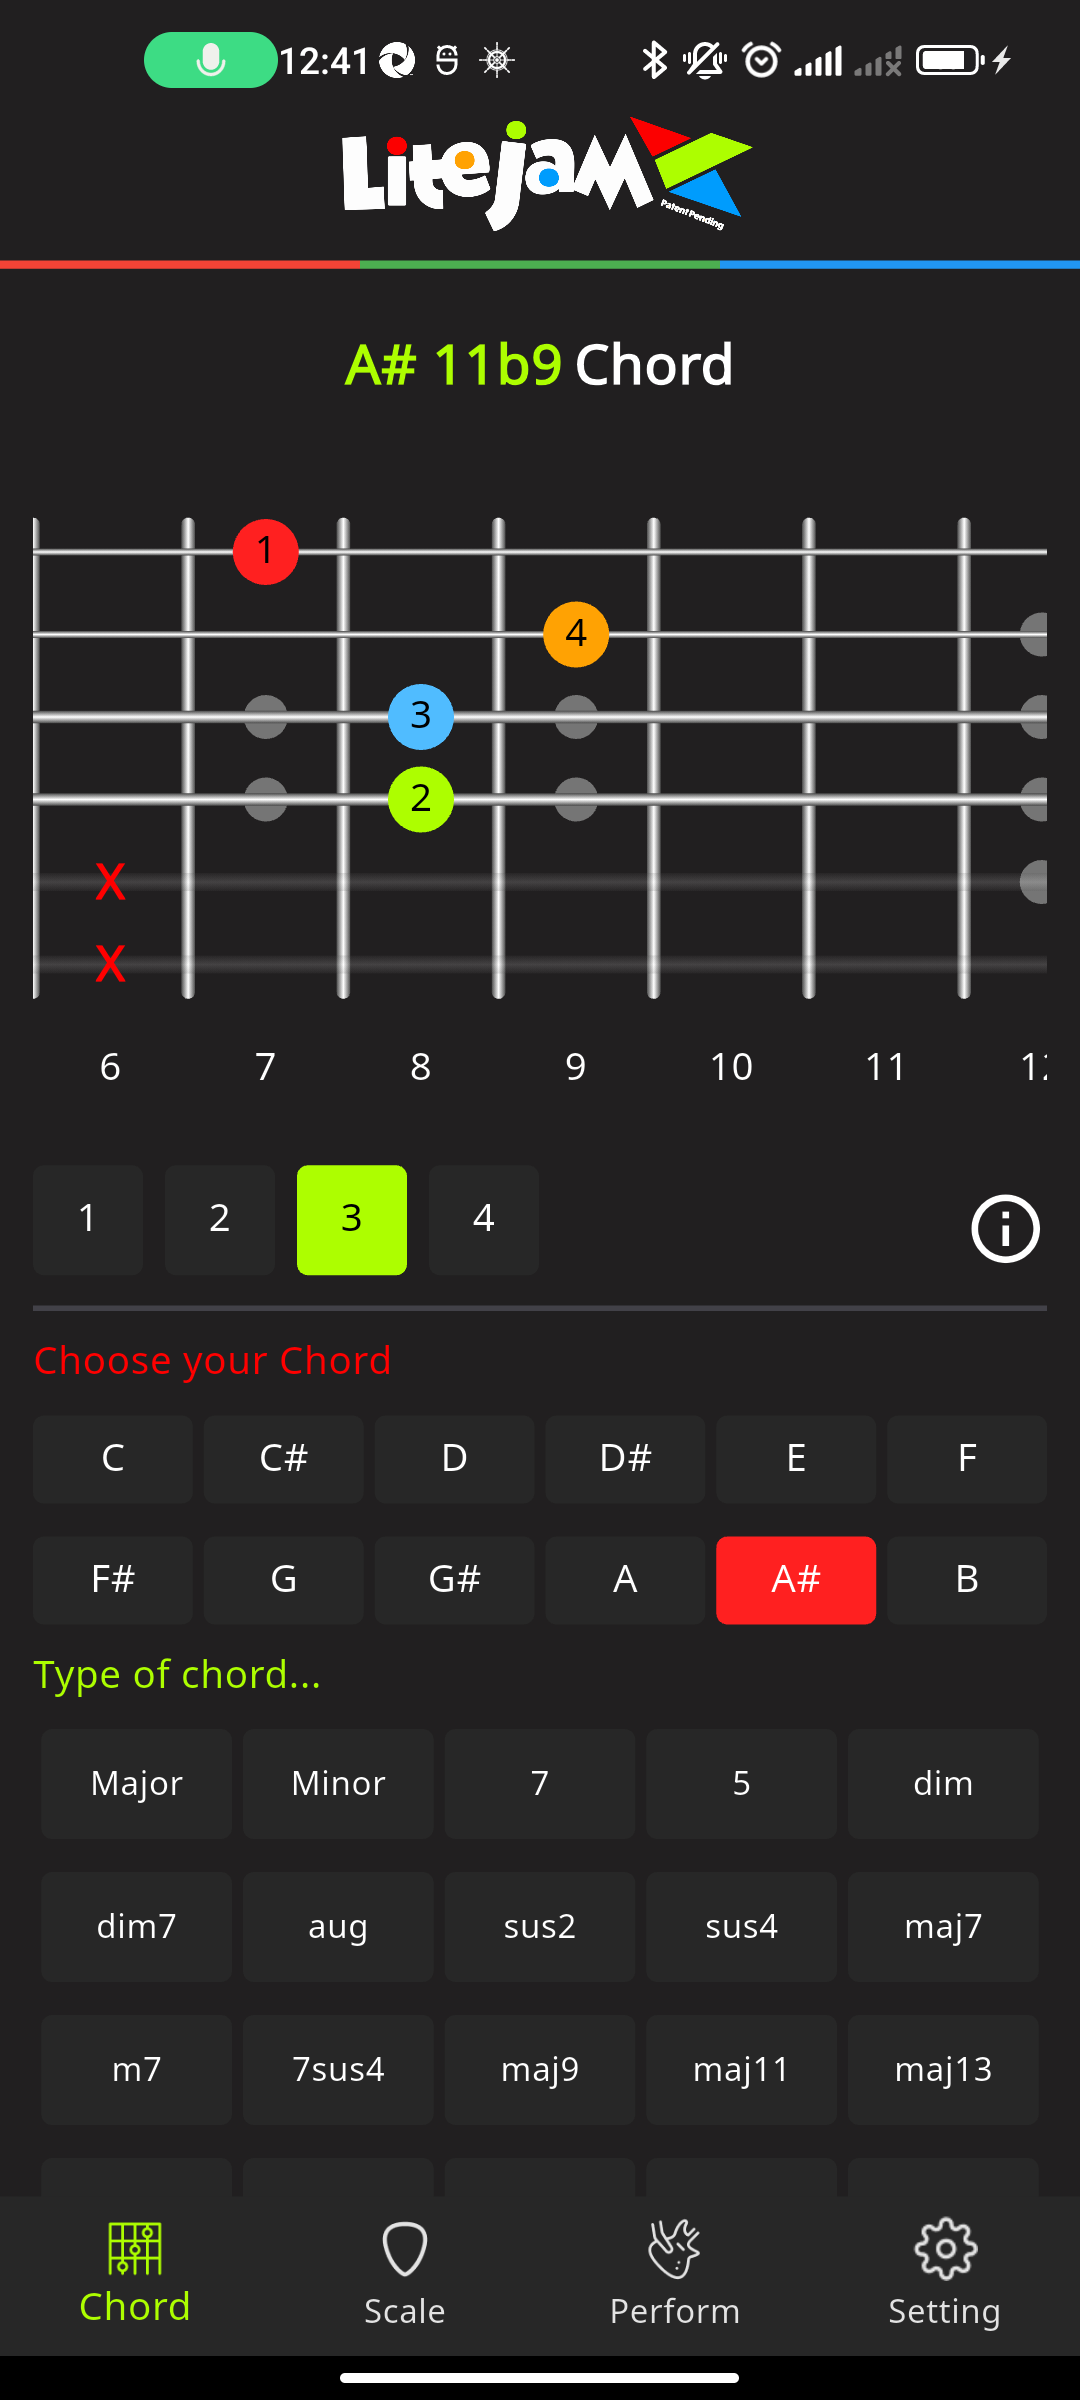 12:41
LiteJam
Patent Pending
A# 11b9 Chord
1
4
3
2
X
X
6 7 8 9 10 11 12
1 2 3 4
Choose your Chord
C C# D D# E F
F# G G# A A# B
Type of chord...
Major Minor 7 5 dim
dim7 aug sus2 sus4 maj7
m7 7sus4 maj9 maj11 maj13
Chord Scale Perform Setting